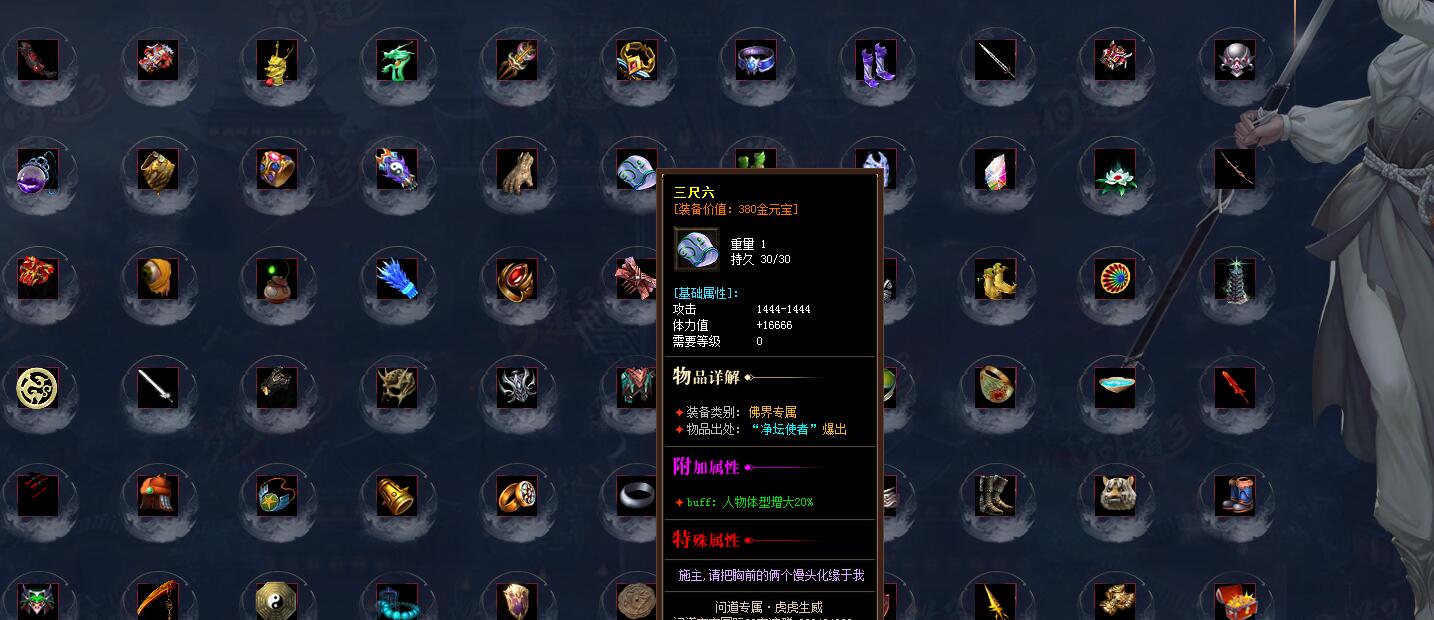 三尺六
[装备价值: 380金元宝]
重量 1
持久 30/30
[基础属性]:
攻击 1444-1444
体力值 +16666
需要等级 0
物品详解
装备类别: 佛界专属
物品出处: “净坛使者”爆出
附加属性
buff: 人物体型增大20%
特殊属性
施主,请把胸前的俩个馒头化缘于我
问道专属·虎虎生威